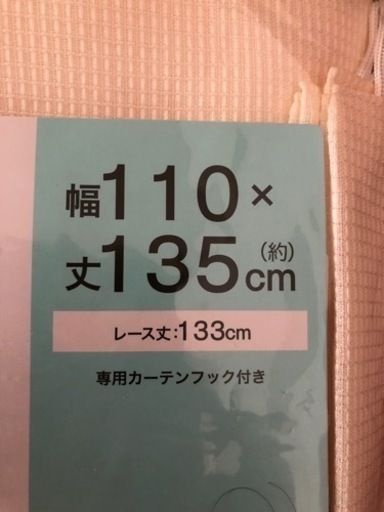 幅110×
丈135cm
(約)
レース丈:133cm
専用カーテンフック付き